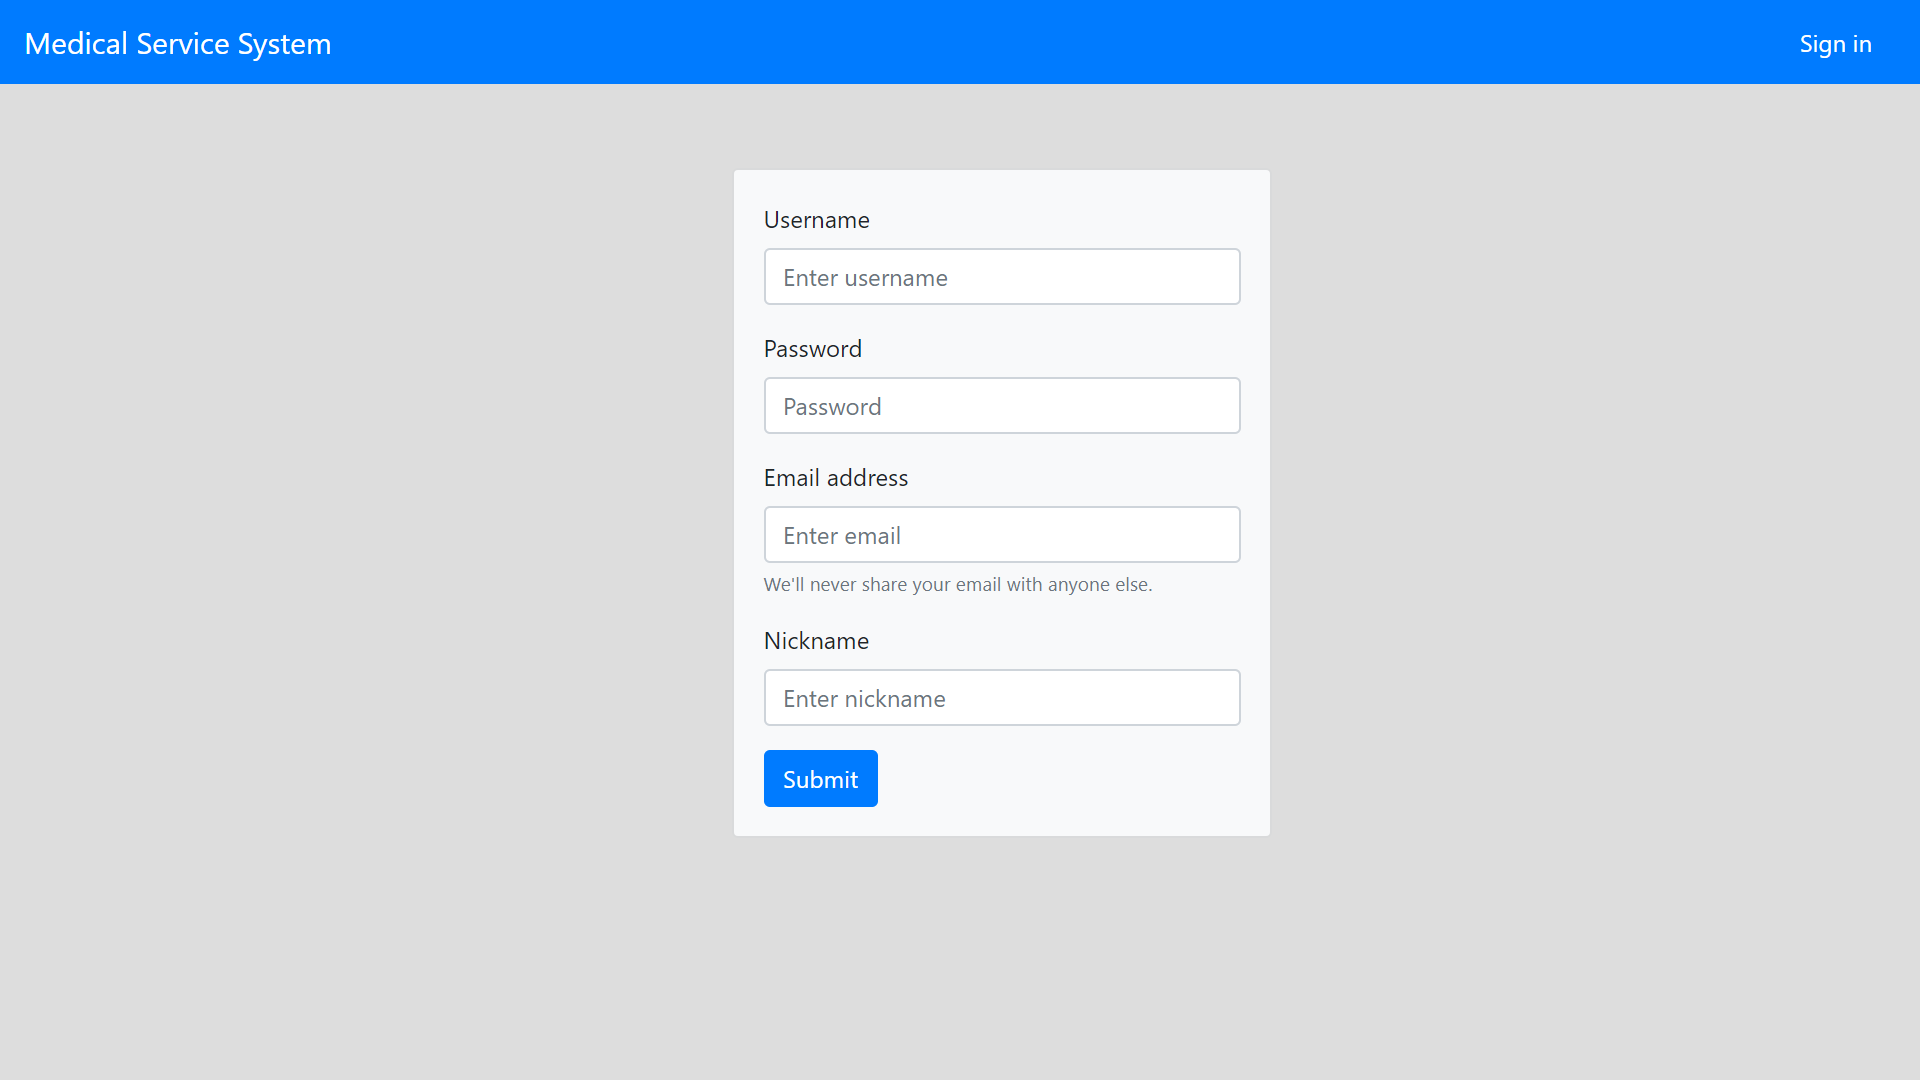 Medical Service System
Sign in
Username
Enter username
Password
Password
Email address
Enter email
We'll never share your email with anyone else.
Nickname
Enter nickname
Submit